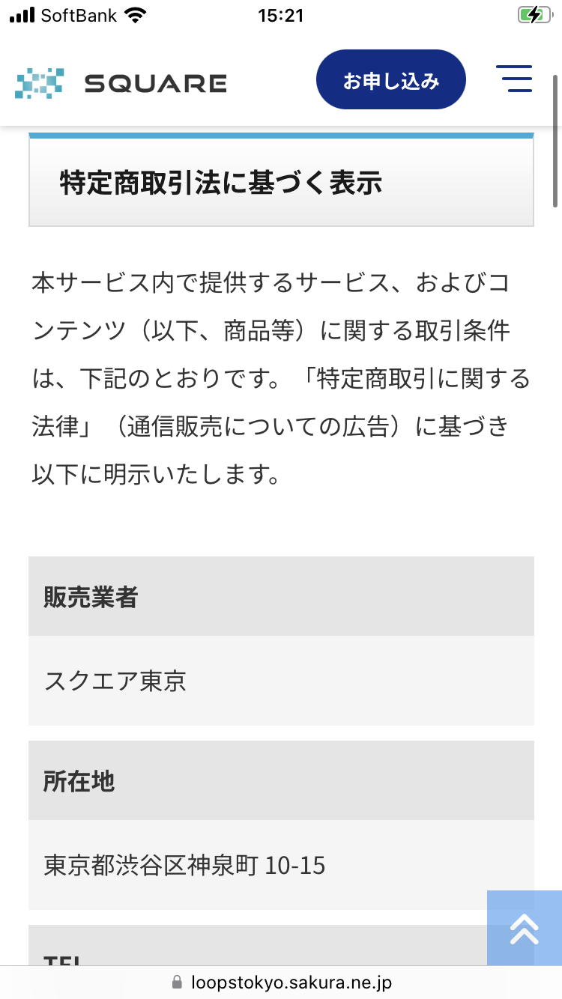 SoftBank 15:21
SQUARE お申し込み
特定商取引法に基づく表示
本サービス内で提供するサービス、およびコ
ンテンツ（以下、商品等）に関する取引条件
は、下記のとおりです。「特定商取引に関する
法律」（通信販売についての広告）に基づき
以下に明示いたします。
販売業者
スクエア東京
所在地
東京都渋谷区神泉町 10-15
TEL
loopstokyo.sakura.ne.jp